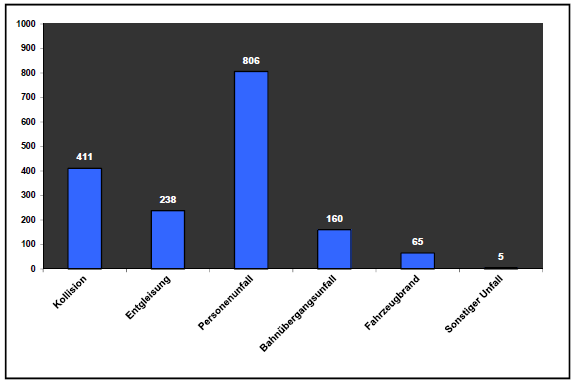 1000
900
800
700
600
500
400
300
200
100
0
411
238
806
160
65
5
Kollision
Entgleisung
Personenunfall
Bahnübergangsunfall
Fahrzeugbrand
Sonstiger Unfall